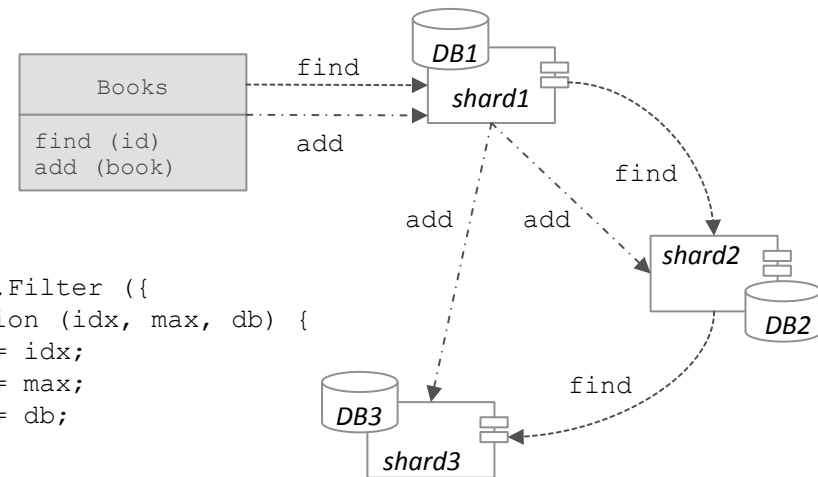 DB1
find
Books
shard1
find (id)
add
add (book)
find
add
add
shard2
.Filter ({
ion (idx, max, db) {
= idx;
DB2
= max;
find
= db;
DB3
shard3